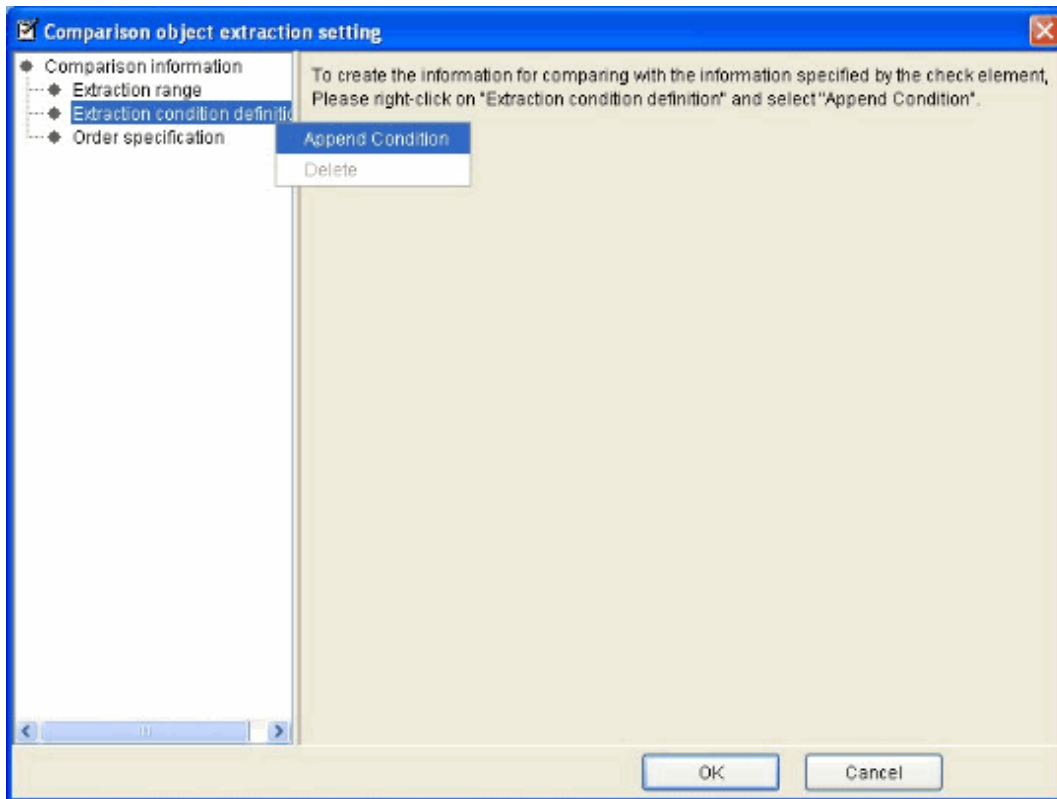 Comparison object extraction setting
Comparison information
Extraction range
Extraction condition definitio
Order specification
Append Condition
Delete
To create the information for comparing with the information specified by the check element,
Please right-click on "Extraction condition definition" and select "Append Condition".
OK
Cancel